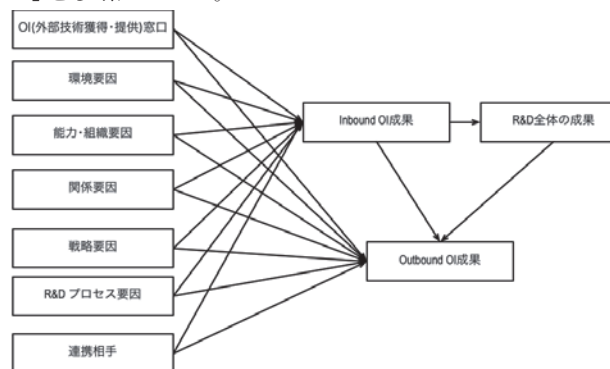 OI(外部技術獲得・提供)窓口
環境要因
能力・組織要因
関係要因
戦略要因
R&D プロセス要因
連携相手
Inbound OI成果
R&D全体の成果
Outbound OI成果